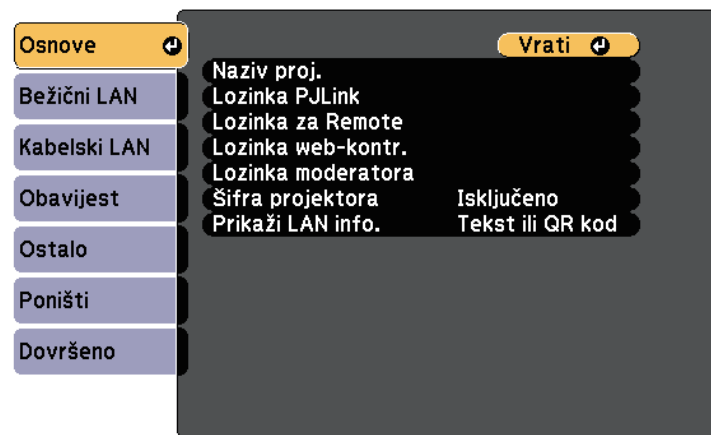 Osnove
Bežični LAN
Kabelski LAN
Obavijest
Ostalo
Poništi
Dovršeno
Vrati
Naziv proj.
Lozinka PJLink
Lozinka za Remote
Lozinka web-kontr.
Lozinka moderatora
Šifra projektora Isključeno
Prikaži LAN info. Tekst ili QR kod